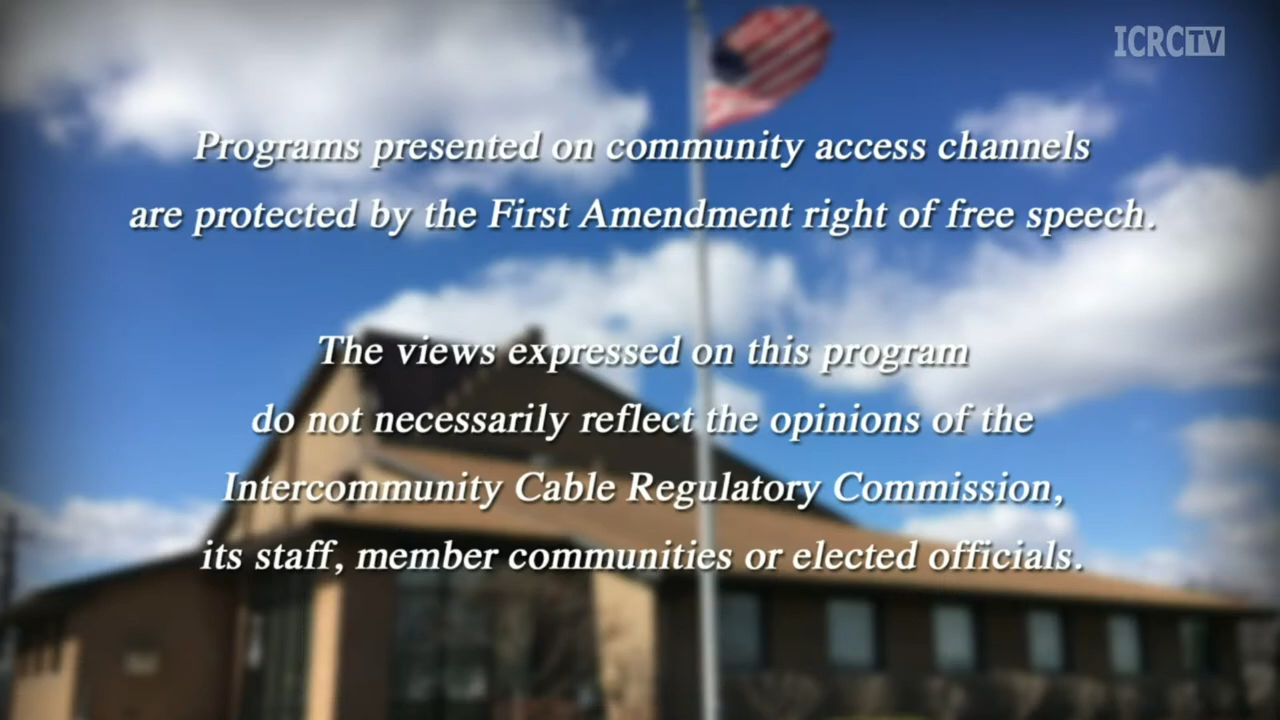 ICRCTV
Programs presented on community access channels
are protected by the First Amendment right of free speech.
The views expressed on this program
do not necessarily reflect the opinions of the
Intercommunity Cable Regulatory Commission,
its staff, member communities or elected officials.